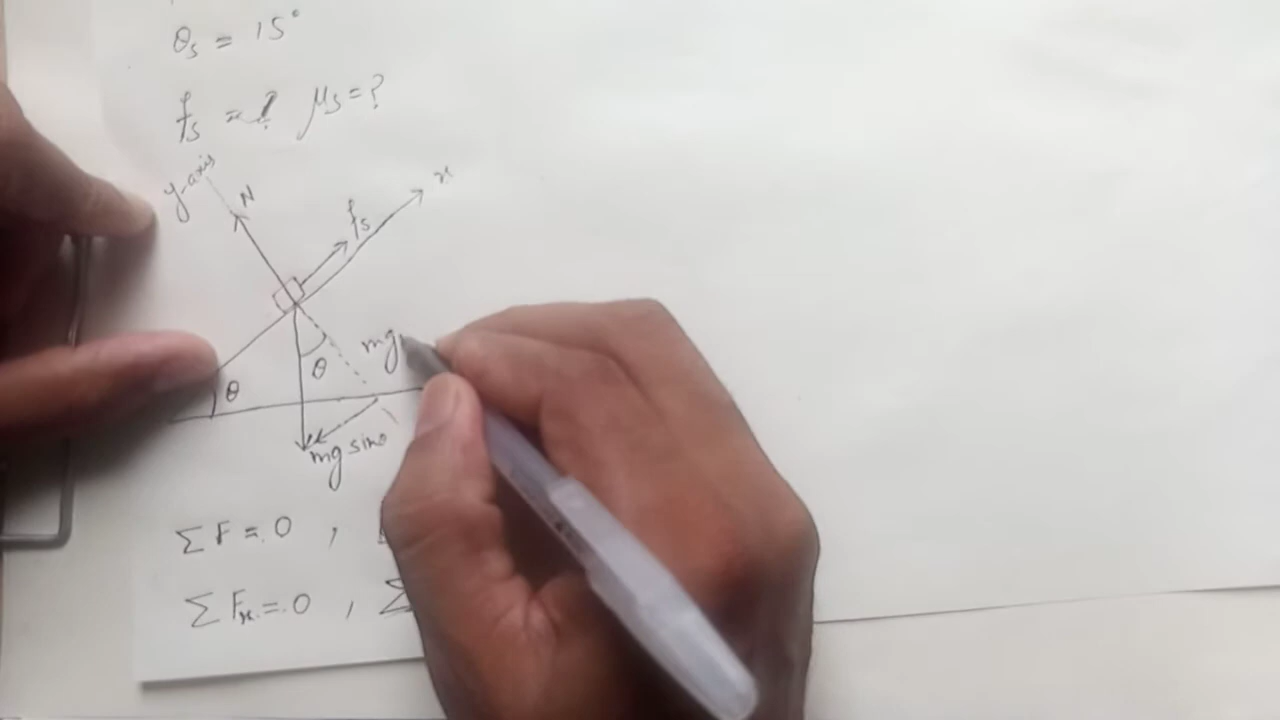 θs = 15°
fs = ? μs = ?
y-axis
N
fs
x
θ
θ
mg
mg sinθ
ΣF = 0 ,
ΣFx = 0 , Σ